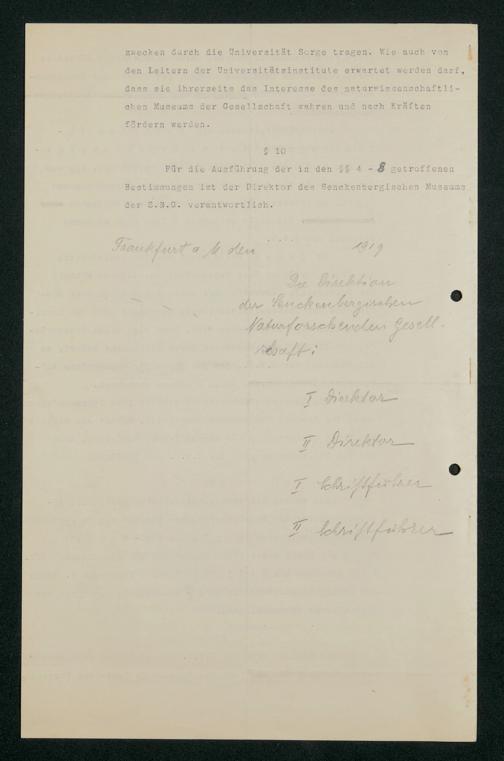 zwecken durch die Universität Sorge tragen. Wie auch von
den Leitern der Universitätsinstitute erwartet werden darf,
dass sie ihrerseits das Interesse des naturwissenschaftli-
chen Museums der Gesellschaft wahren und nach Kräften
fördern werden.
§ 10
Für die Ausführung der in den §§ 4 - 8 getroffenen
Bestimmungen ist der Direktor des Senckenbergischen Museums
der S.N.G. verantwortlich.
Frankfurt a M den 1919
Die Direktion
der Senckenbergischen
Naturforschenden Gesell-
schaft:
I Direktor
II Direktor
I Schriftführer
II Schriftführer